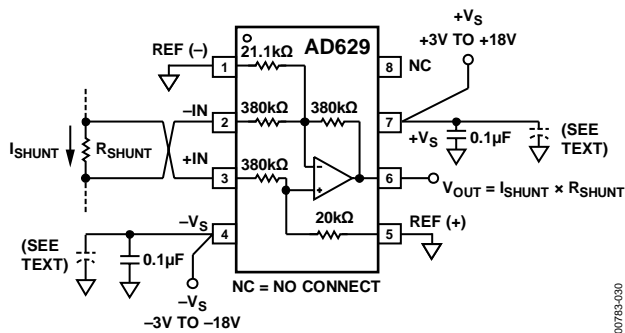 +VS
+3V TO +18V
REF (–)
21.1kΩ
AD629
1
8
NC
–IN
380kΩ
380kΩ
2
7
+VS
0.1µF
(SEE
TEXT)
ISHUNT
RSHUNT
+IN
380kΩ
3
–
+
6
VOUT = ISHUNT × RSHUNT
–VS
4
20kΩ
5
REF (+)
(SEE
TEXT)
0.1µF
–VS
–3V TO –18V
NC = NO CONNECT
00783-030